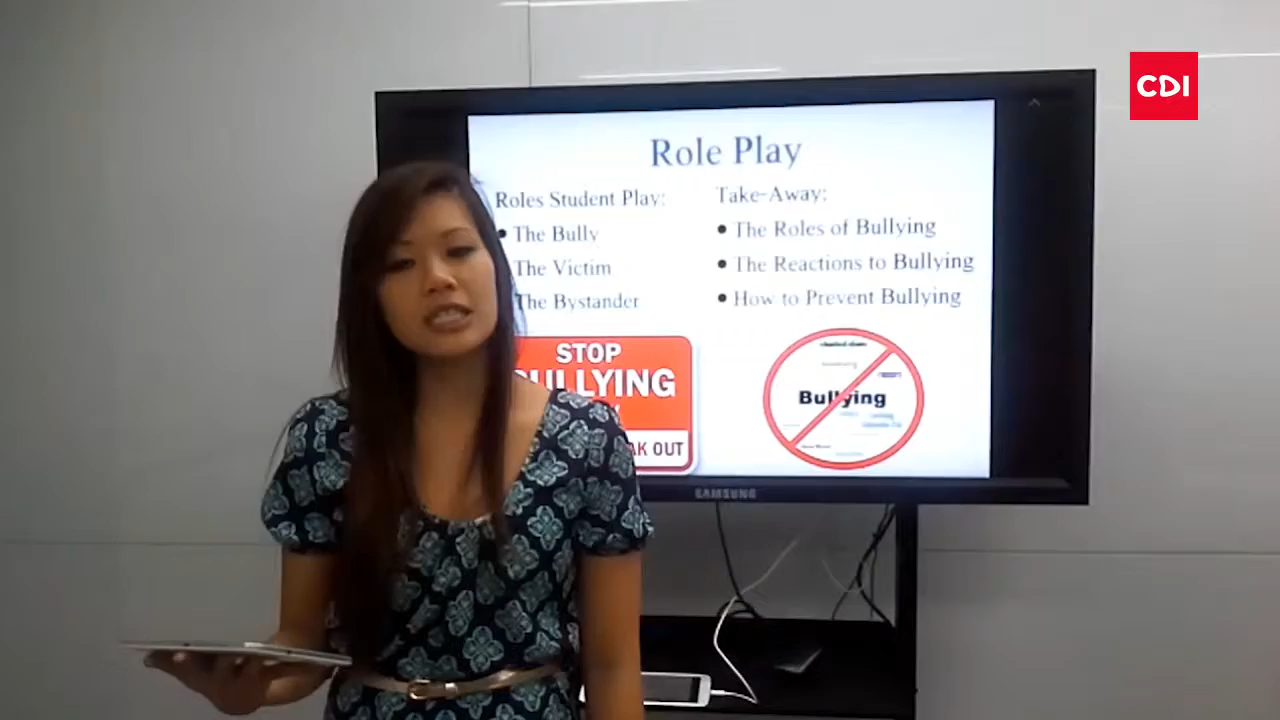 CDI
Role Play
Roles Student Play:
• The Bully
The Victim
The Bystander
Take-Away:
• The Roles of Bullying
• The Reactions to Bullying
• How to Prevent Bullying
STOP
BULLYING
AK OUT
Bullying
SAMSUNG